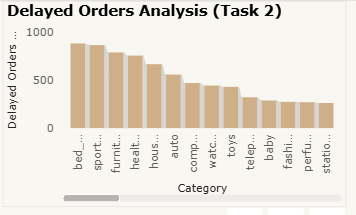 Delayed Orders Analysis (Task 2)
Delayed Orders ...
1000
500
0
bed_...
sport...
furnit...
healt...
hous...
auto
comp...
watc...
toys
telep...
baby
fashi...
perfu...
statio...
Category